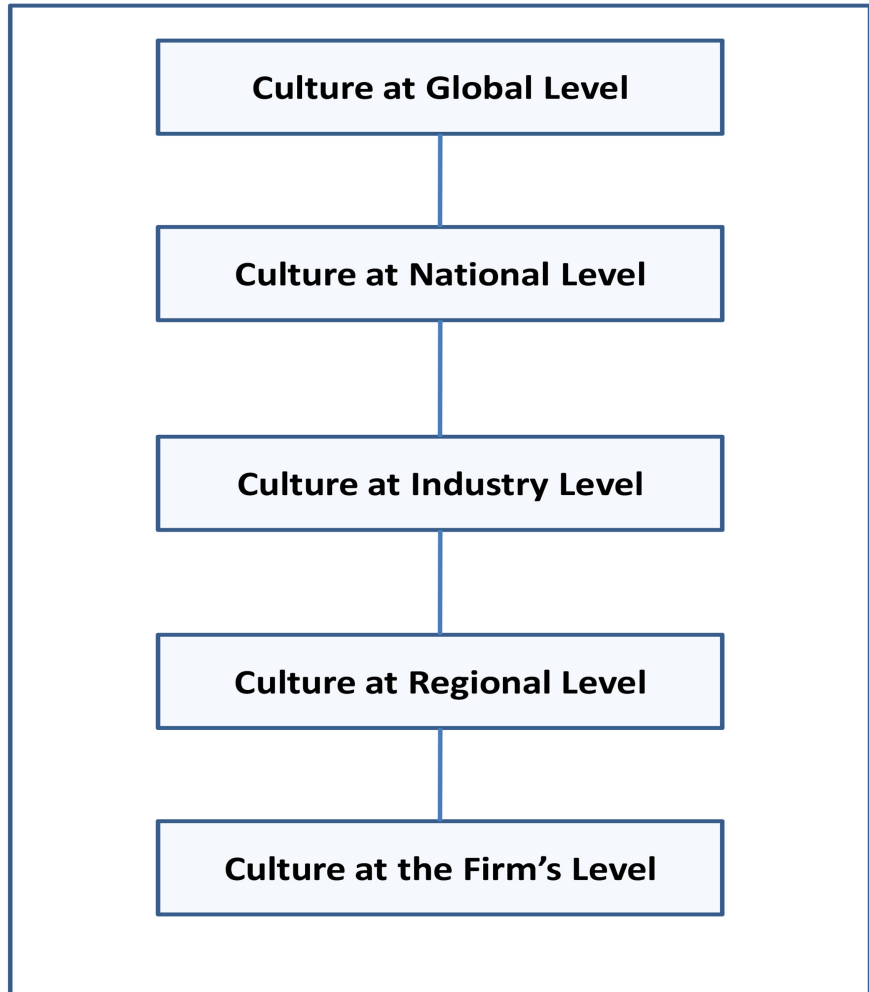 Culture at Global Level
Culture at National Level
Culture at Industry Level
Culture at Regional Level
Culture at the Firm’s Level